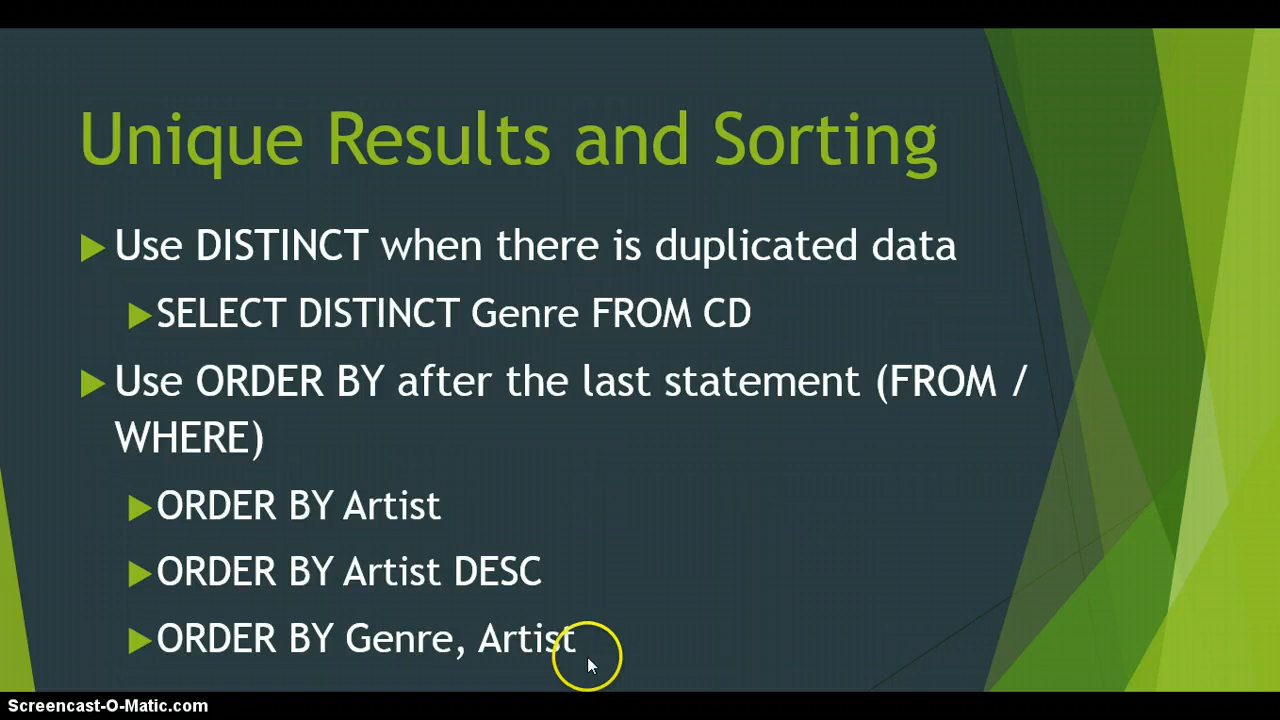 Unique Results and Sorting
Use DISTINCT when there is duplicated data
SELECT DISTINCT Genre FROM CD
Use ORDER BY after the last statement (FROM /
WHERE)
ORDER BY Artist
ORDER BY Artist DESC
ORDER BY Genre, Artist
Screencast-O-Matic.com